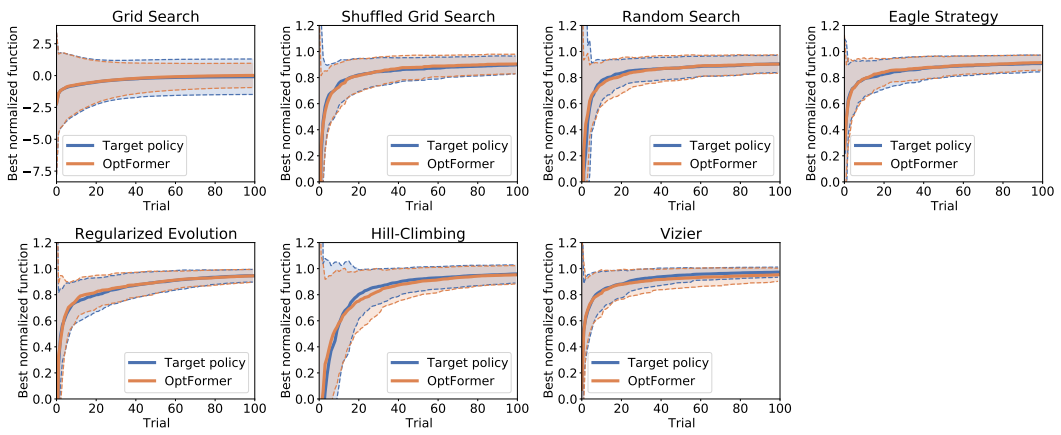 Grid Search
Best normalized function
2.5
0.0
−2.5
−5.0
−7.5
Target policy
OptFormer
0 20 40 60 80 100
Trial
Shuffled Grid Search
Best normalized function
1.2
1.0
0.8
0.6
0.4
0.2
0.0
Target policy
OptFormer
0 20 40 60 80 100
Trial
Random Search
Best normalized function
1.2
1.0
0.8
0.6
0.4
0.2
0.0
Target policy
OptFormer
0 20 40 60 80 100
Trial
Eagle Strategy
Best normalized function
1.2
1.0
0.8
0.6
0.4
0.2
0.0
Target policy
OptFormer
0 20 40 60 80 100
Trial
Regularized Evolution
Best normalized function
1.2
1.0
0.8
0.6
0.4
0.2
0.0
Target policy
OptFormer
0 20 40 60 80 100
Trial
Hill-Climbing
Best normalized function
1.2
1.0
0.8
0.6
0.4
0.2
0.0
Target policy
OptFormer
0 20 40 60 80 100
Trial
Vizier
Best normalized function
1.2
1.0
0.8
0.6
0.4
0.2
0.0
Target policy
OptFormer
0 20 40 60 80 100
Trial